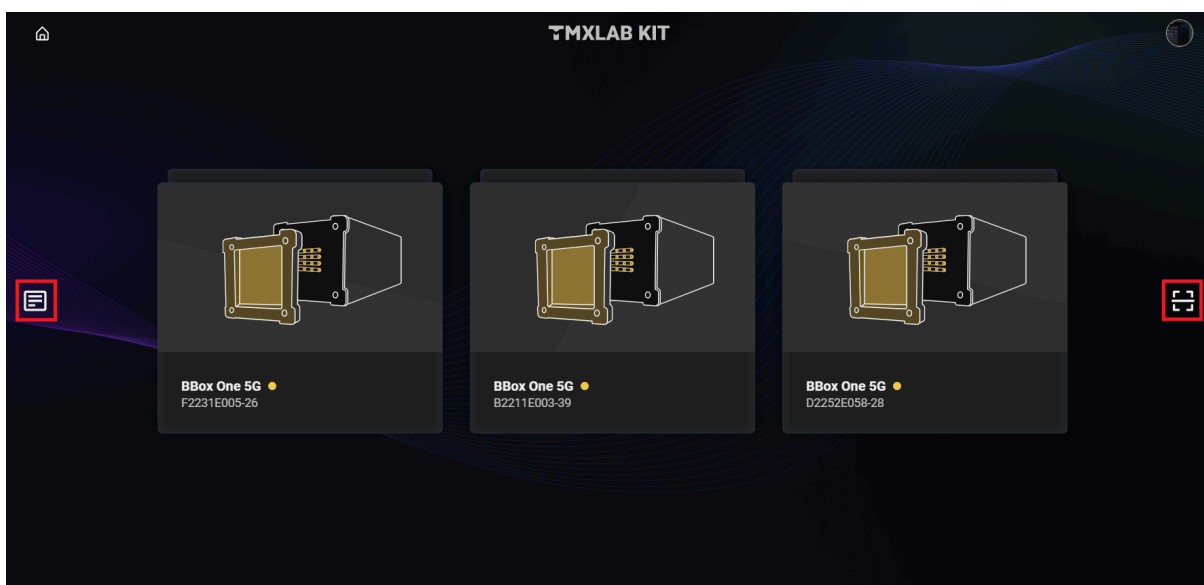 TMXLAB KIT
BBox One 5G
F2231E005-26
BBox One 5G
B2211E003-39
BBox One 5G
D2252E058-28